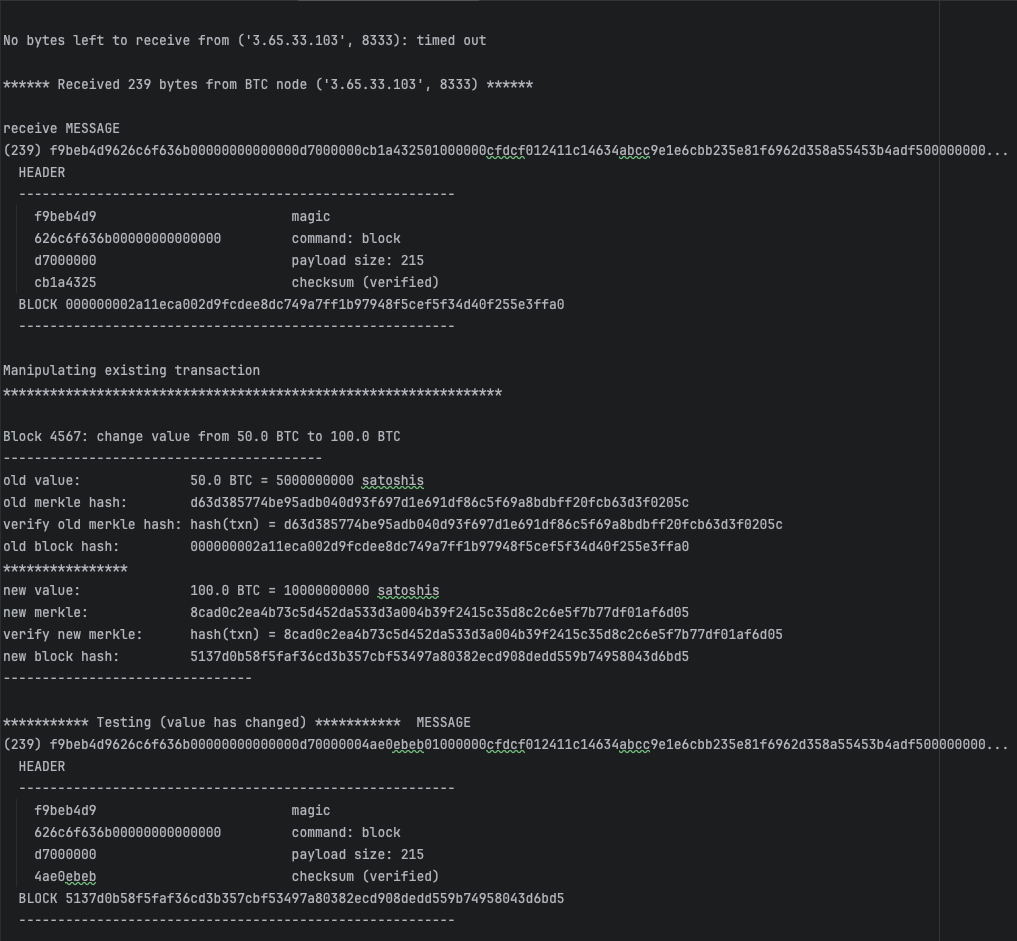 No bytes left to receive from ('3.65.33.103', 8333): timed out
****** Received 239 bytes from BTC node ('3.65.33.103', 8333) ******
receive MESSAGE
(239) f9beb4d9626c6f636b00000000000000d7000000cb1a432501000000cfdcf012411c14634abcc9e1e6cbb235e81f6962d358a55453b4adf500000000...
HEADER
--------------------------------------------------------
f9beb4d9 magic
626c6f636b00000000000000 command: block
d7000000 payload size: 215
cb1a4325 checksum (verified)
BLOCK 000000002a11eca002d9fcdee8dc749a7ff1b97948f5cef5f34d40f255e3ffa0
--------------------------------------------------------
Manipulating existing transaction
****************************************************************
Block 4567: change value from 50.0 BTC to 100.0 BTC
-----------------------------------------
old value: 50.0 BTC = 5000000000 satoshis
old merkle hash: d63d385774be95adb040d93f697d1e691df86c5f69a8bdbff20fcb63d3f0205c
verify old merkle hash: hash(txn) = d63d385774be95adb040d93f697d1e691df86c5f69a8bdbff20fcb63d3f0205c
old block hash: 000000002a11eca002d9fcdee8dc749a7ff1b97948f5cef5f34d40f255e3ffa0
****************
new value: 100.0 BTC = 10000000000 satoshis
new merkle: 8cad0c2ea4b73c5d452da533d3a004b39f2415c35d8c2c6e5f7b77df01af6d05
verify new merkle: hash(txn) = 8cad0c2ea4b73c5d452da533d3a004b39f2415c35d8c2c6e5f7b77df01af6d05
new block hash: 5137d0b58f5faf36cd3b357cbf53497a80382ecd908dedd559b74958043d6bd5
--------------------------------
*********** Testing (value has changed) *********** MESSAGE
(239) f9beb4d9626c6f636b00000000000000d70000004ae0ebeb01000000cfdcf012411c14634abcc9e1e6cbb235e81f6962d358a55453b4adf500000000...
HEADER
--------------------------------------------------------
f9beb4d9 magic
626c6f636b00000000000000 command: block
d7000000 payload size: 215
4ae0ebeb checksum (verified)
BLOCK 5137d0b58f5faf36cd3b357cbf53497a80382ecd908dedd559b74958043d6bd5
--------------------------------------------------------